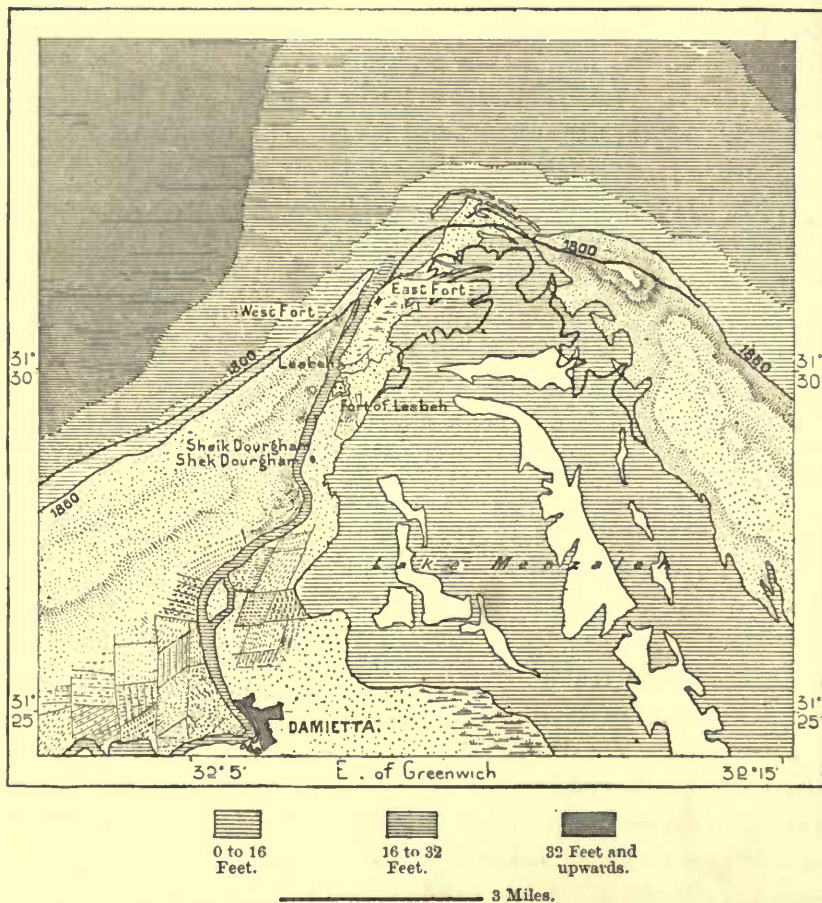 1800
East Fort
West Fort
31°
30'
1800
31°
30'
Lesbeh
Fort of Lesbeh
1860
Sheik Dourgham
Shek Dourgham
1860
Lake Menzaleh
31°
25'
31°
25'
DAMIETTA.
32°5'
E. of Greenwich
32°15'
0 to 16
Feet.
16 to 32
Feet.
32 Feet and
upwards.
3 Miles.